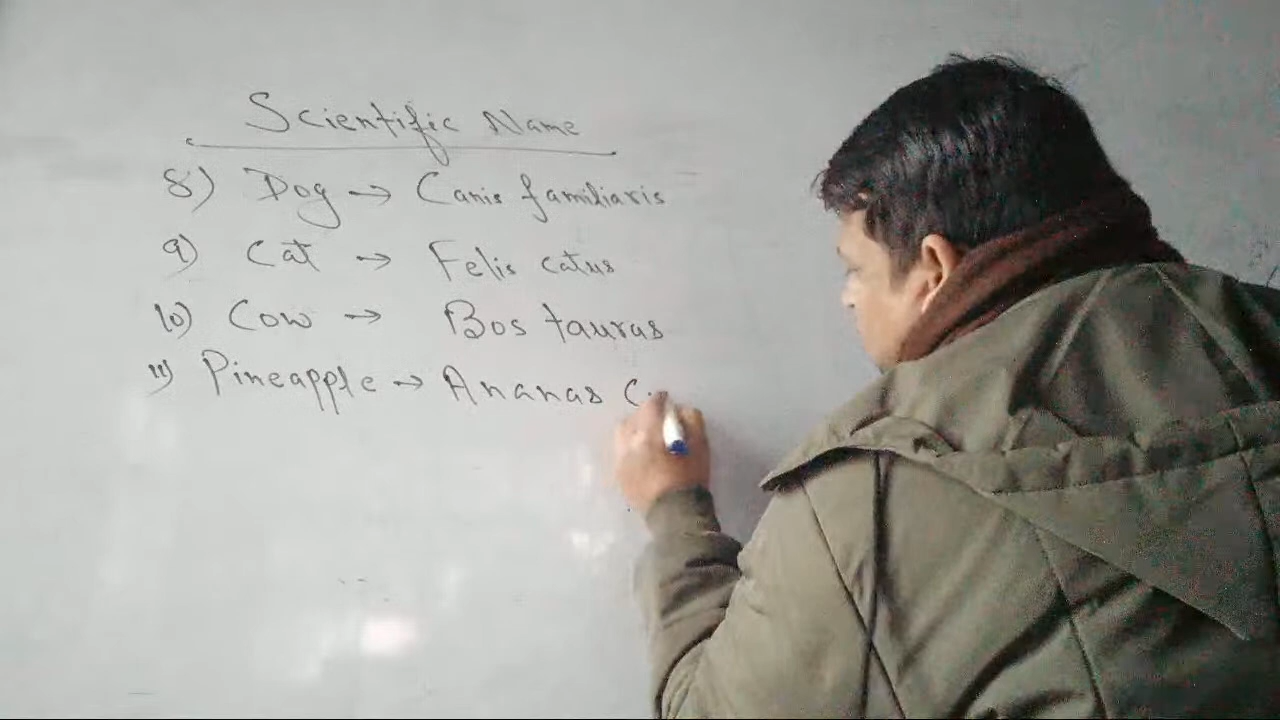 Scientific Name
8) Dog → Canis familiaris
9) Cat → Felis catus
10) Cow → Bos tauras
11) Pineapple → Ananas C